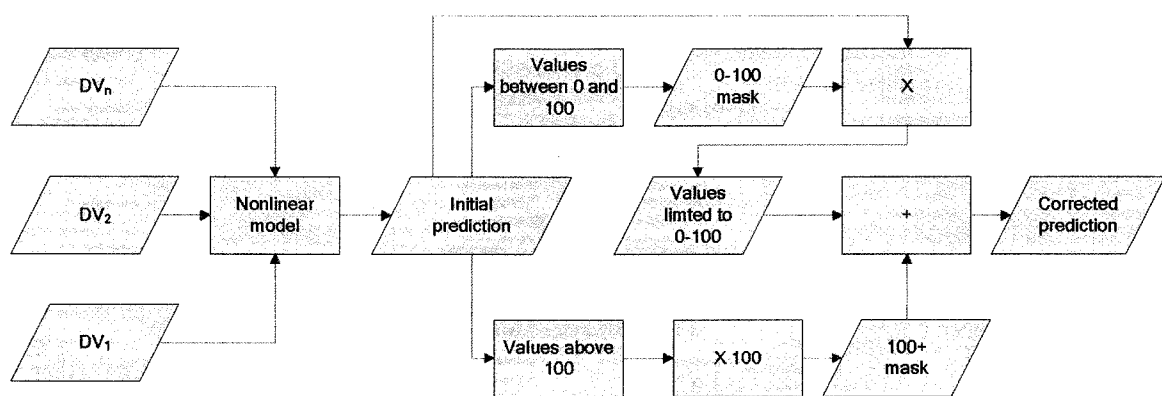 DVn
Values
between 0 and
100
0-100
mask
X
DV2
Nonlinear
model
Initial
prediction
Values
limted to
0-100
+
Corrected
prediction
DV1
Values above
100
X 100
100+
mask